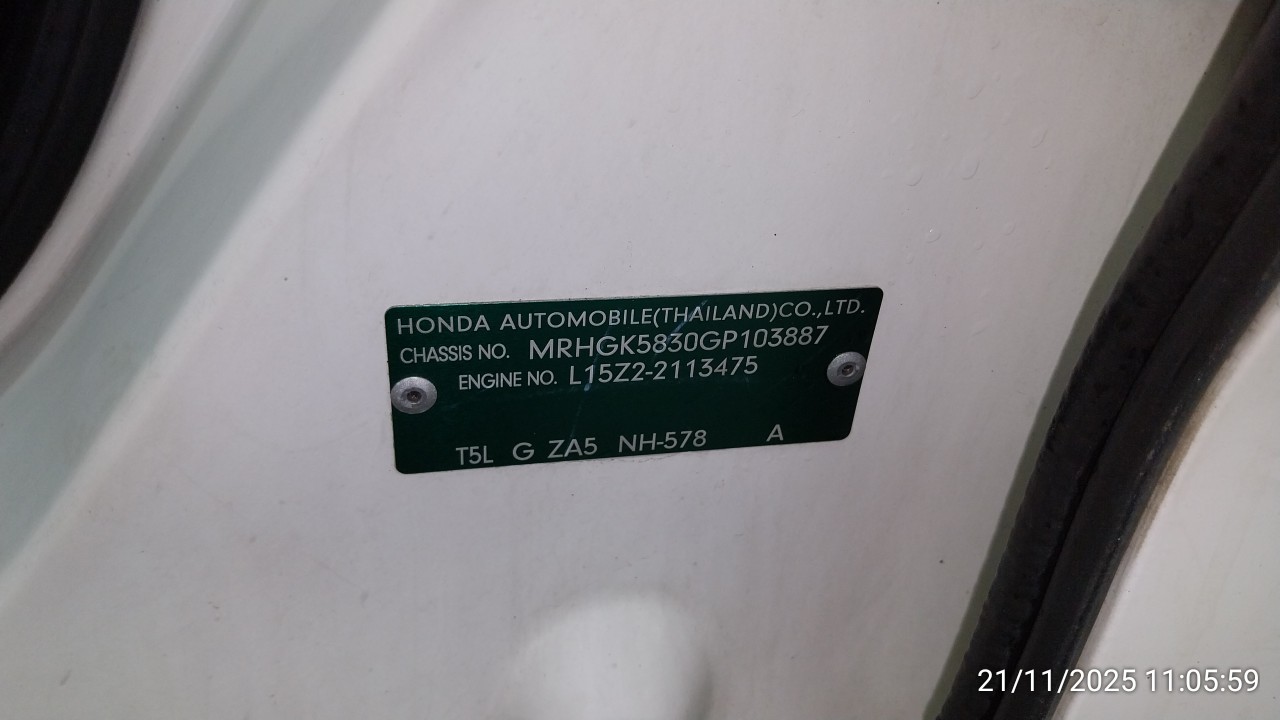 HONDA AUTOMOBILE(THAILAND)CO.,LTD.
CHASSIS NO. MRHGK5830GP103887
ENGINE NO. L15Z2-2113475
T5L G ZA5 NH-578 A
21/11/2025 11:05:59